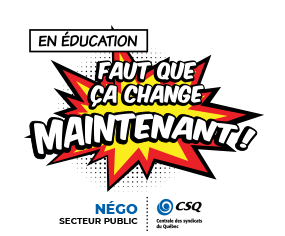 EN ÉDUCATION
FAUT QUE
ÇA CHANGE
MAINTENANT!
NÉGO
SECTEUR PUBLIC
CSQ
Centrale des syndicats
du Québec